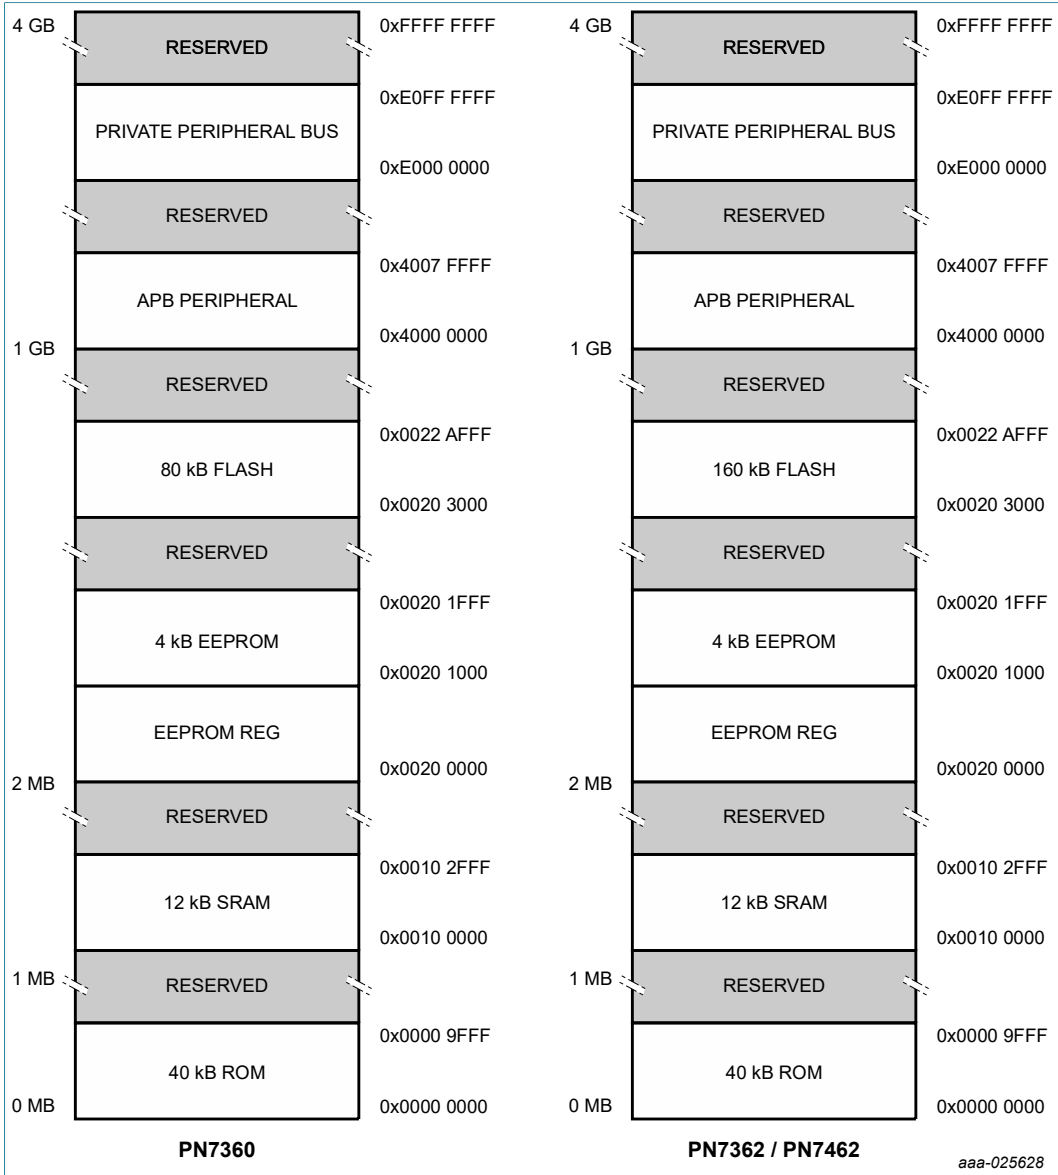 4 GB
RESERVED
0xFFFF FFFF
0xE0FF FFFF
PRIVATE PERIPHERAL BUS
0xE000 0000
RESERVED
0x4007 FFFF
APB PERIPHERAL
0x4000 0000
1 GB
RESERVED
0x0022 AFFF
80 kB FLASH
0x0020 3000
RESERVED
0x0020 1FFF
4 kB EEPROM
0x0020 1000
EEPROM REG
0x0020 0000
2 MB
RESERVED
0x0010 2FFF
12 kB SRAM
0x0010 0000
1 MB
RESERVED
0x0000 9FFF
40 kB ROM
0 MB
0x0000 0000
PN7360
4 GB
RESERVED
0xFFFF FFFF
0xE0FF FFFF
PRIVATE PERIPHERAL BUS
0xE000 0000
RESERVED
0x4007 FFFF
APB PERIPHERAL
0x4000 0000
1 GB
RESERVED
0x0022 AFFF
160 kB FLASH
0x0020 3000
RESERVED
0x0020 1FFF
4 kB EEPROM
0x0020 1000
EEPROM REG
0x0020 0000
2 MB
RESERVED
0x0010 2FFF
12 kB SRAM
0x0010 0000
1 MB
RESERVED
0x0000 9FFF
40 kB ROM
0 MB
0x0000 0000
PN7362 / PN7462
aaa-025628